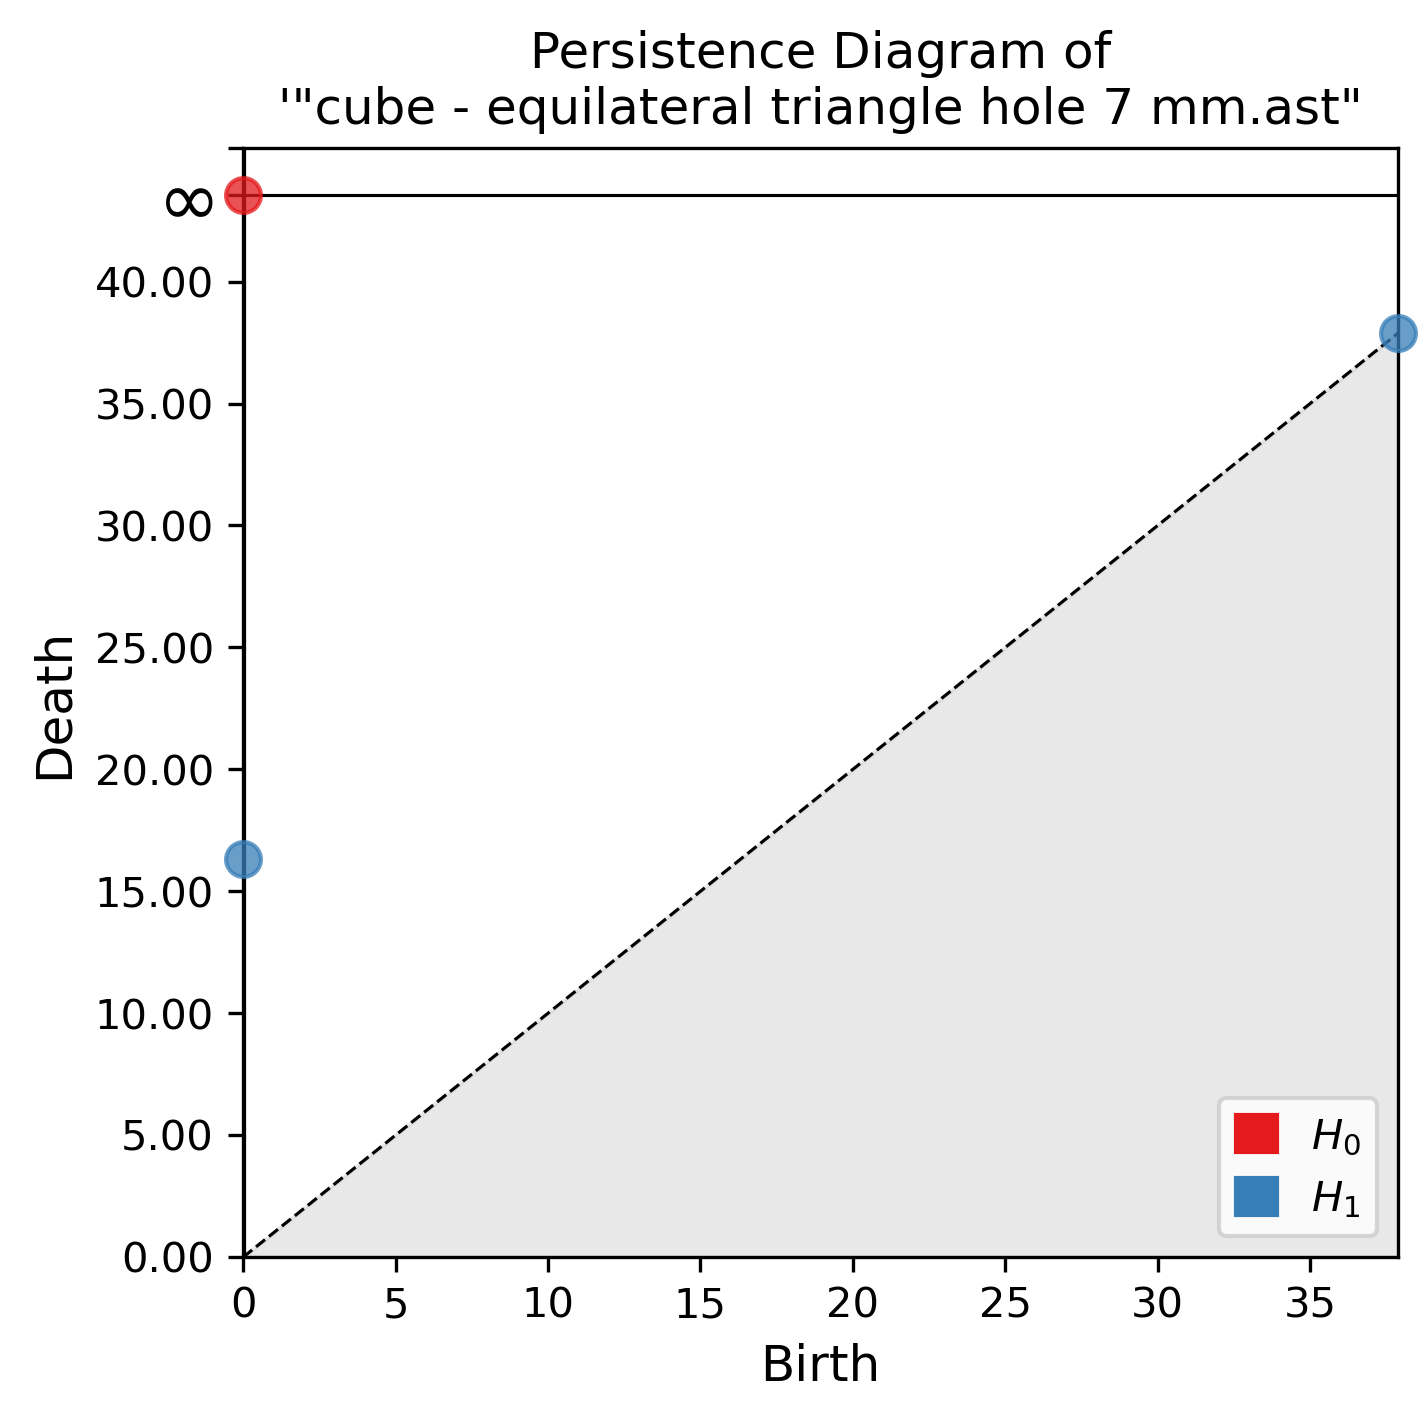 Persistence Diagram of
'"cube - equilateral triangle hole 7 mm.ast"
∞
40.00
35.00
30.00
25.00
20.00
15.00
10.00
5.00
0.00
Death
0 5 10 15 20 25 30 35
Birth
H₀
H₁